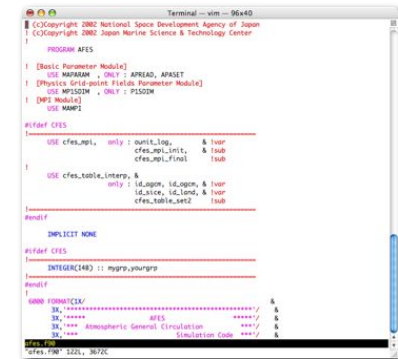 Terminal — vim — 96x40
! (c)Copyright 2002 National Space Development Agency of Japan
! (c)Copyright 2002 Japan Marine Science & Technology Center
!
PROGRAM AFES
! [Basic Parameter Module]
USE MAPARAM , ONLY : APREAD, APASET
! [Physics Grid-point Fields Parameter Module]
USE MP1SDIM , ONLY : P1SDIM
! [MPI Module]
USE MAMPI
#ifdef CFES
!==================================================
USE cfes_mpi, only : ounit_log, & !var
cfes_mpi_init, & !sub
cfes_mpi_final !sub
!
USE cfes_table_interp, &
only : id_agcm, id_ogcm, & !var
id_sice, id_land, & !var
cfes_table_set2 !sub
!==================================================
#endif
IMPLICIT NONE
#ifdef CFES
!==================================================
INTEGER(I4B) :: mygrp,yourgrp
!==================================================
#endif
!
6000 FORMAT(1X/ &
3X,'**************************************************'/ &
3X,'***** AFES *****'/ &
3X,'*** Atmospheric General Circulation ***'/ &
3X,'*** Simulation Code ***'/ &
afes.f90
"afes.f90" 122L, 3672C